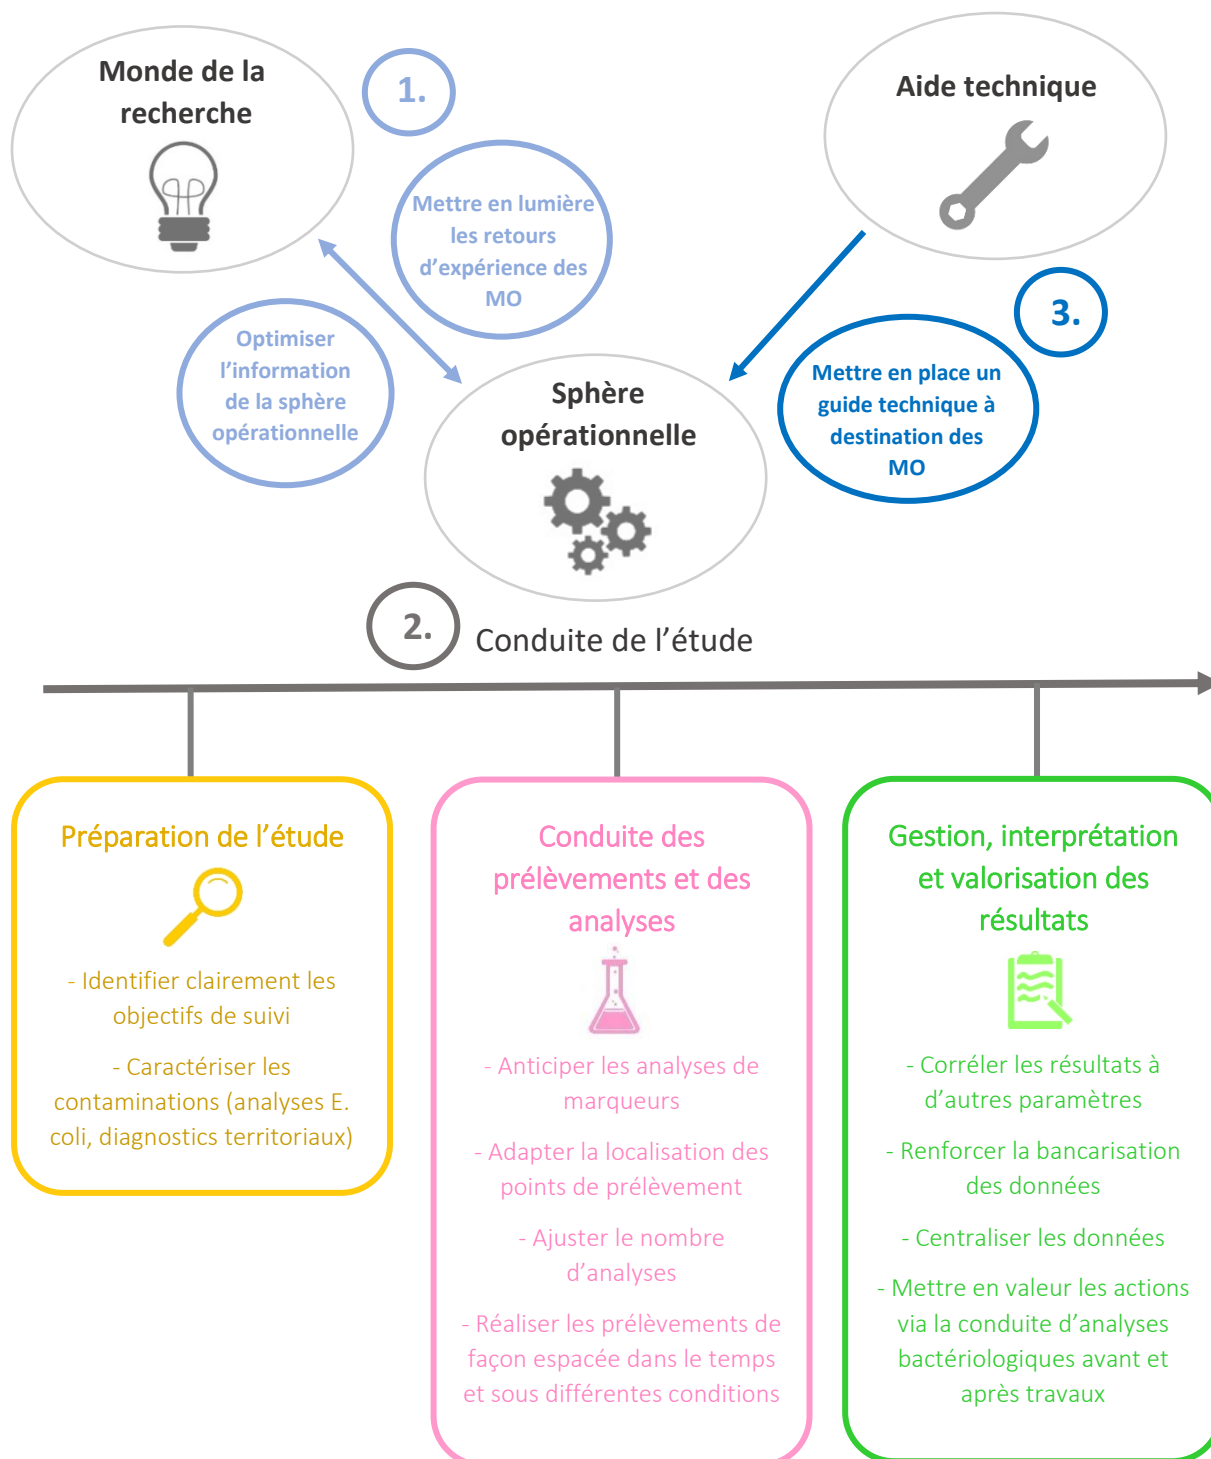 Monde de la
recherche
1.
Aide technique
Mettre en lumière
les retours
d’expérience des
MO
3.
Optimiser
l’information
de la sphère
opérationnelle
Sphère
opérationnelle
Mettre en place un
guide technique à
destination des
MO
2.
Conduite de l’étude
Préparation de l’étude
- Identifier clairement les
objectifs de suivi
- Caractériser les
contaminations (analyses E.
coli, diagnostics territoriaux)
Conduite des
prélèvements et des
analyses
- Anticiper les analyses de
marqueurs
- Adapter la localisation des
points de prélèvement
- Ajuster le nombre
d’analyses
- Réaliser les prélèvements de
façon espacée dans le temps
et sous différentes conditions
Gestion, interprétation
et valorisation des
résultats
- Corréler les résultats à
d’autres paramètres
- Renforcer la bancarisation
des données
- Centraliser les données
- Mettre en valeur les actions
via la conduite d’analyses
bactériologiques avant et
après travaux